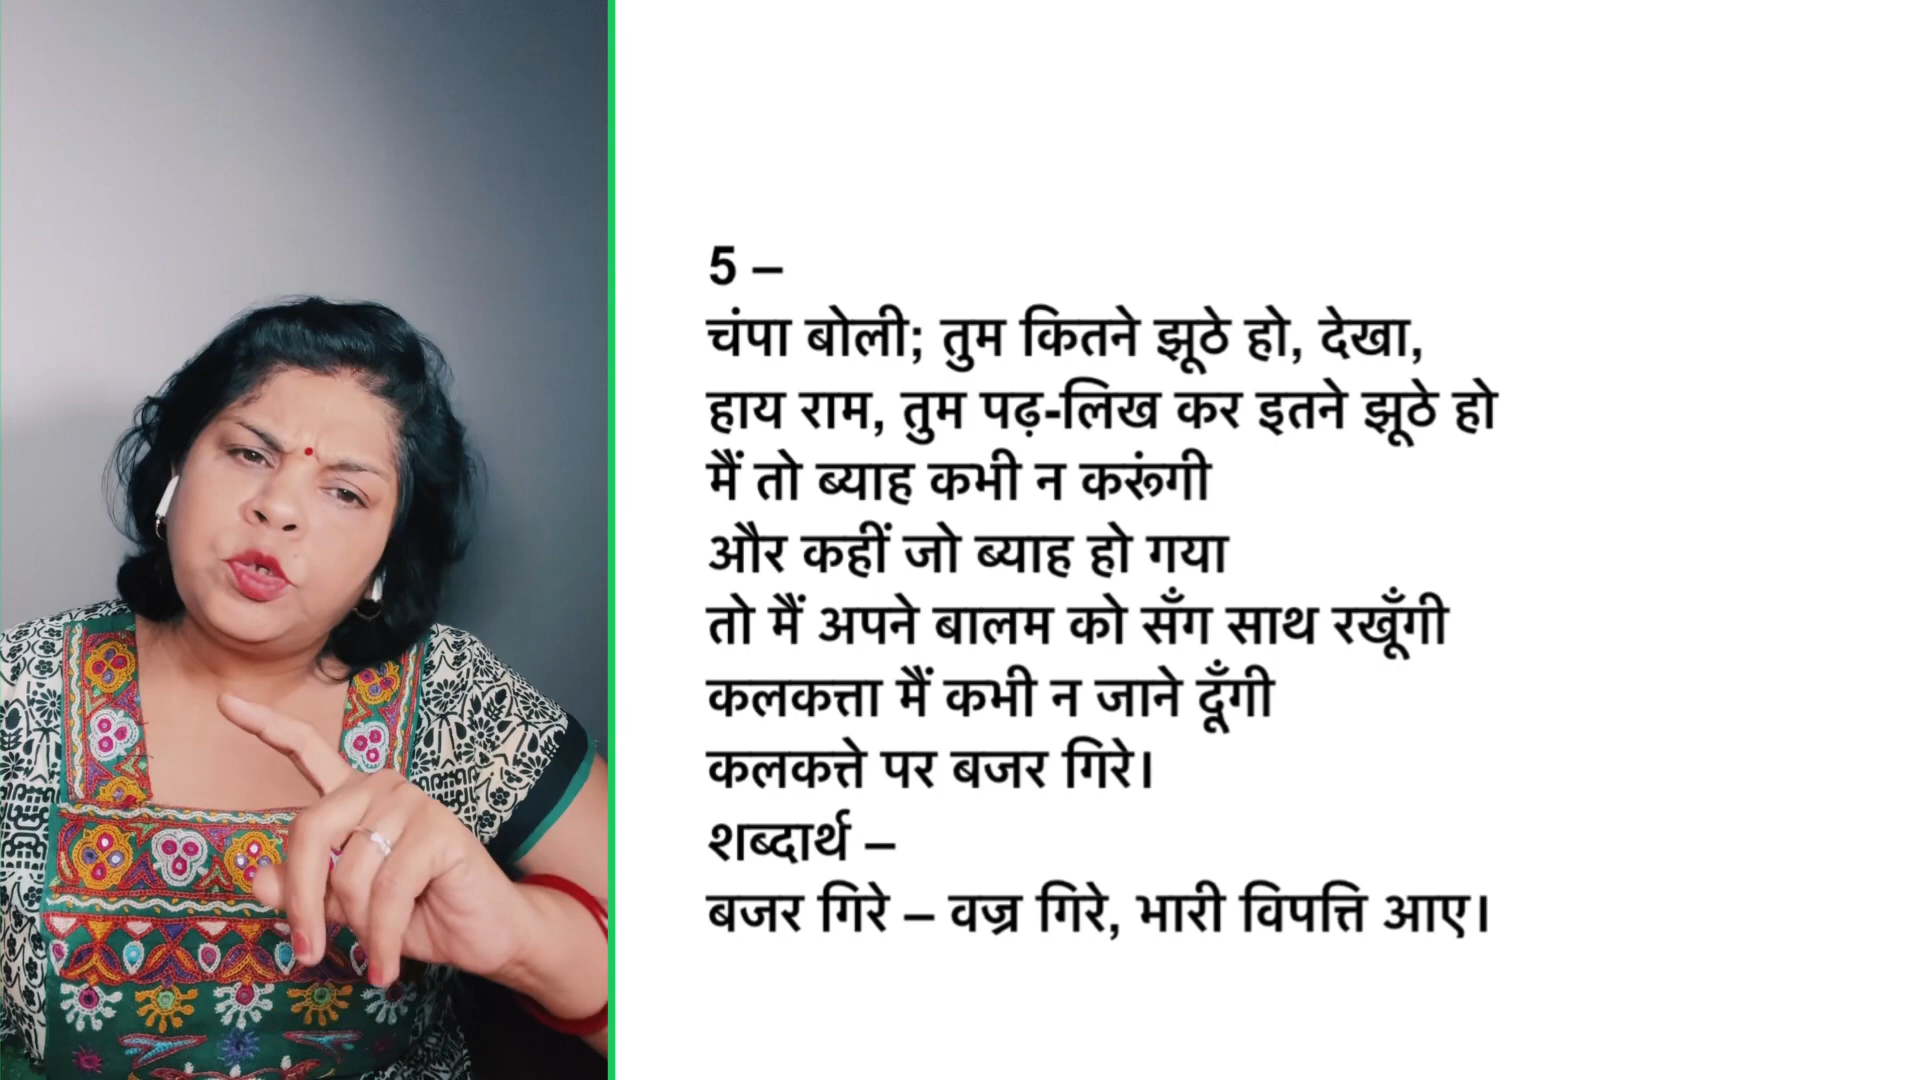 5 –
चंपा बोली; तुम कितने झूठे हो, देखा,
हाय राम, तुम पढ़-लिख कर इतने झूठे हो
मैं तो ब्याह कभी न करूंगी
और कहीं जो ब्याह हो गया
तो मैं अपने बालम को सँग साथ रखूँगी
कलकत्ता मैं कभी न जाने दूँगी
कलकत्ते पर बजर गिरे।
शब्दार्थ –
बजर गिरे – वज्र गिरे, भारी विपत्ति आए।